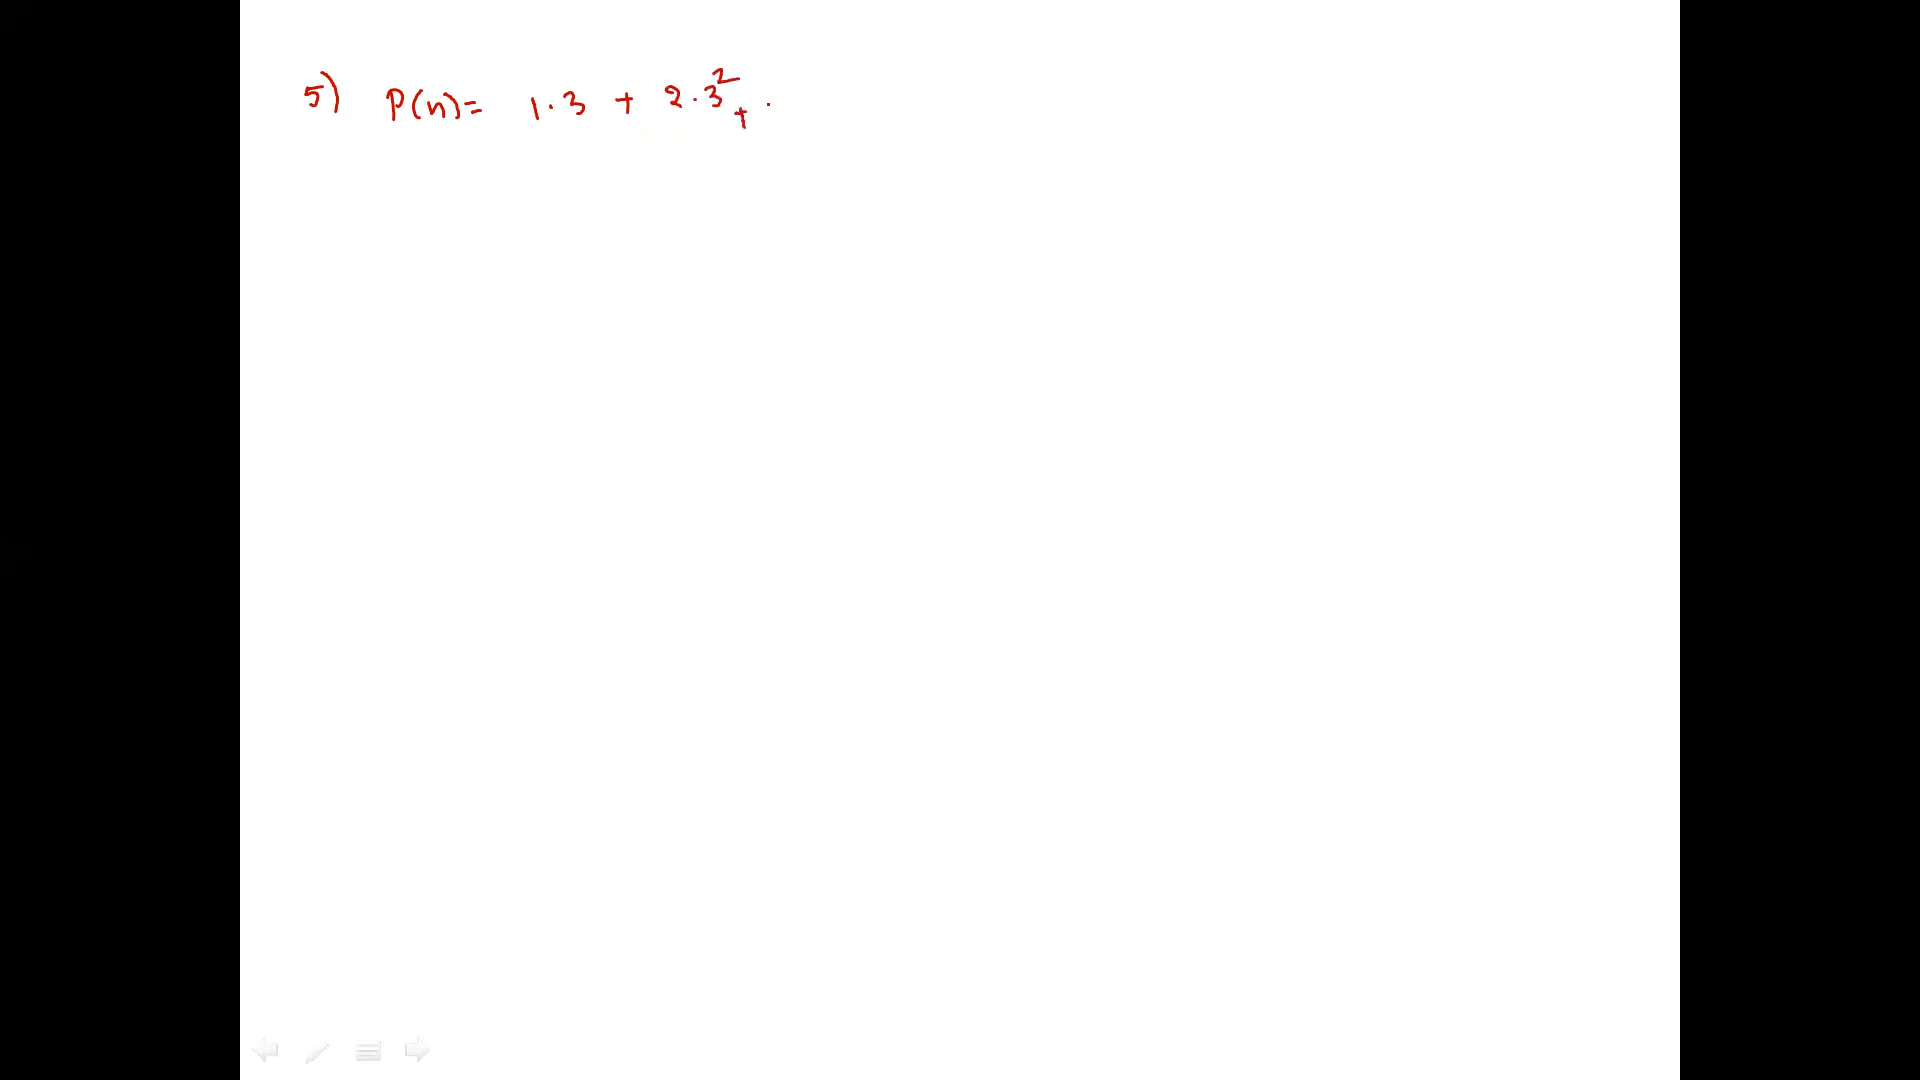 5) P(n)= 1·3 + 2·3² + ·